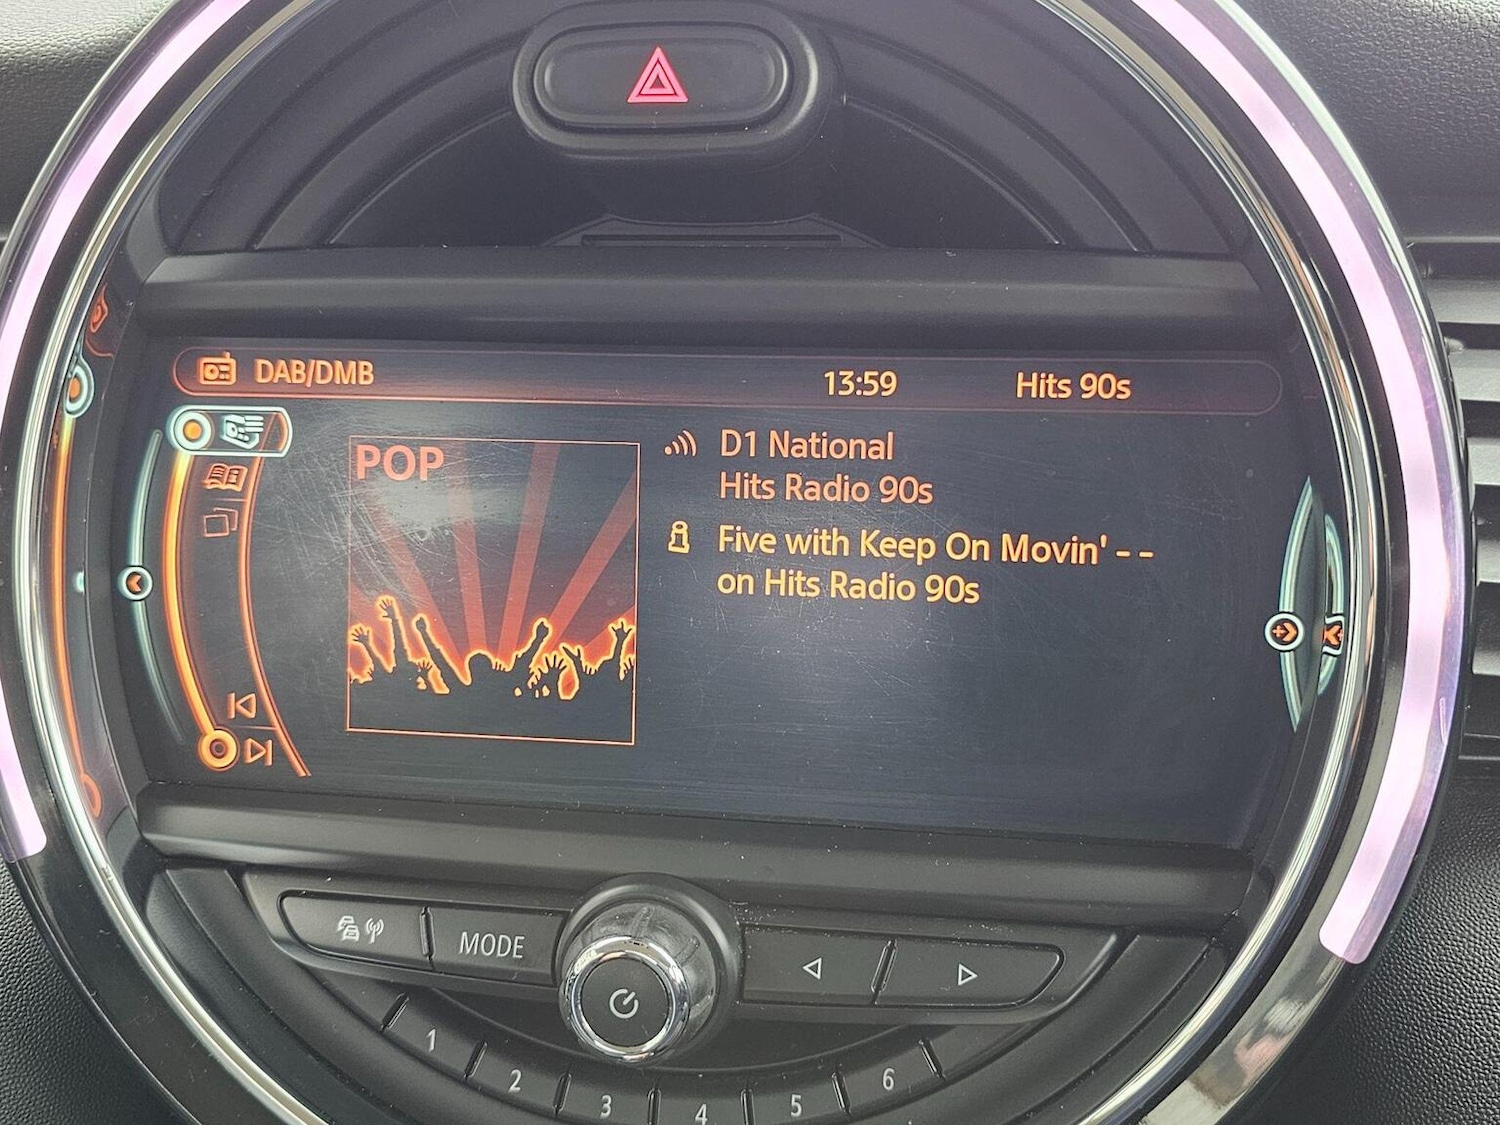 DAB/DMB 13:59 Hits 90s
POP
D1 National
Hits Radio 90s
Five with Keep On Movin' - -
on Hits Radio 90s
MODE
1 2 3 4 5 6